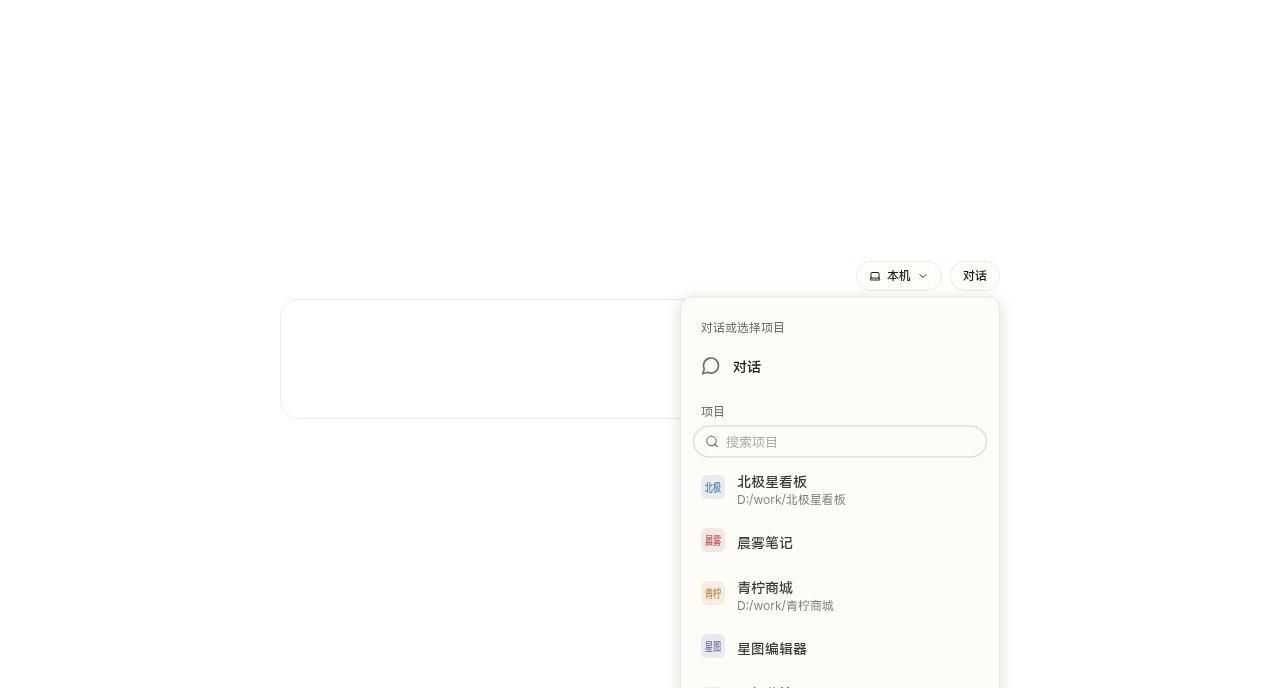 本机
对话
对话或选择项目
对话
项目
搜索项目
北极
北极星看板
D:/work/北极星看板
晨雾
晨雾笔记
青柠
青柠商城
D:/work/青柠商城
星图
星图编辑器